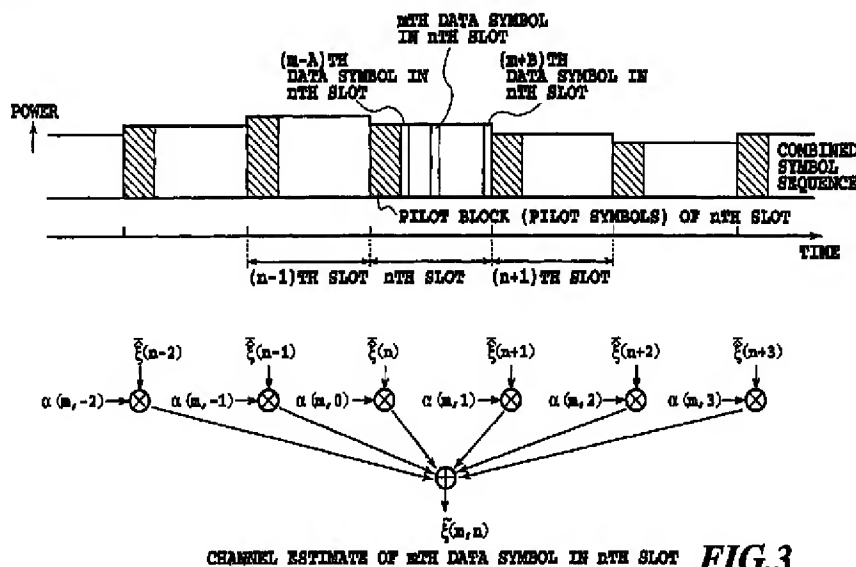 mTH DATA SYMBOL
IN nTH SLOT
(m-A)TH
DATA SYMBOL IN
nTH SLOT
(m+B)TH
DATA SYMBOL IN
nTH SLOT
POWER
COMBINED
SYMBOL
SEQUENCE
PILOT BLOCK (PILOT SYMBOLS) OF nTH SLOT
TIME
(n-1)TH SLOT nTH SLOT (n+1)TH SLOT
ξ̄(n-2) ξ̄(n-1) ξ̄(n) ξ̄(n+1) ξ̄(n+2) ξ̄(n+3)
α(m,-2) α(m,-1) α(m,0) α(m,1) α(m,2) α(m,3)
ξ̃(m,n)
CHANNEL ESTIMATE OF mTH DATA SYMBOL IN nTH SLOT FIG.3